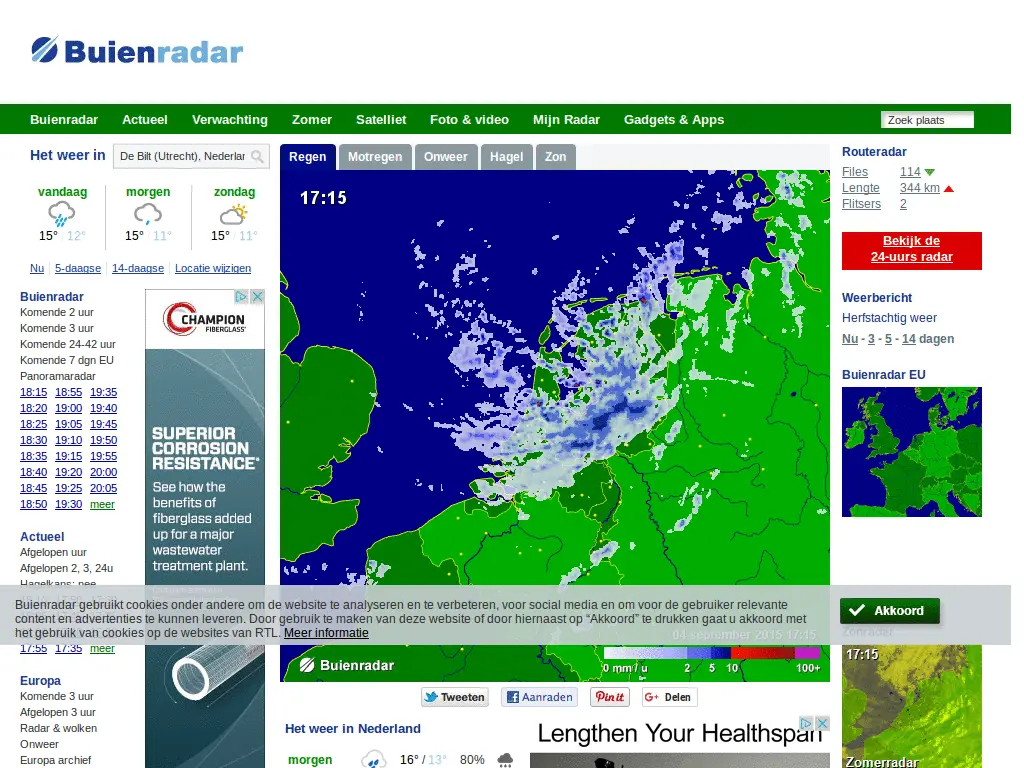 Buienradar
Buienradar Actueel Verwachting Zomer Satelliet Foto & video Mijn Radar Gadgets & Apps Zoek plaats
Het weer in De Bilt (Utrecht), Nederlar
vandaag morgen zondag
15° / 12° 15° / 11° 15° / 11°
Nu 5-daagse 14-daagse Locatie wijzigen
Buienradar
Komende 2 uur
Komende 3 uur
Komende 24-42 uur
Komende 7 dgn EU
Panoramaradar
18:15 18:55 19:35
18:20 19:00 19:40
18:25 19:05 19:45
18:30 19:10 19:50
18:35 19:15 19:55
18:40 19:20 20:00
18:45 19:25 20:05
18:50 19:30 meer
Actueel
Afgelopen uur
Afgelopen 2, 3, 24u
Hagelkans: nee
17:55 17:35 meer
Europa
Komende 3 uur
Afgelopen 3 uur
Radar & wolken
Onweer
Europa archief
CHAMPION
FIBERGLASS
SUPERIOR
CORROSION
RESISTANCE
See how the
benefits of
fiberglass added
up for a major
wastewater
treatment plant.
Regen Motregen Onweer Hagel Zon
17:15
04 september 2015 17:15
0 mm / u 2 5 10 100+
Buienradar
Tweeten Aanraden Pinit G+ Delen
Het weer in Nederland
morgen 16° / 13° 80%
Lengthen Your Healthspan
Routeradar
Files 114
Lengte 344 km
Flitsers 2
Bekijk de
24-uurs radar
Weerbericht
Herfstachtig weer
Nu - 3 - 5 - 14 dagen
Buienradar EU
Zonradar
17:15
Zomerradar
Buienradar gebruikt cookies onder andere om de website te analyseren en te verbeteren, voor social media en om voor de gebruiker relevante
content en advertenties te kunnen leveren. Door gebruik te maken van deze website of door hiernaast op “Akkoord” te drukken gaat u akkoord met
het gebruik van cookies op de websites van RTL. Meer informatie
Akkoord